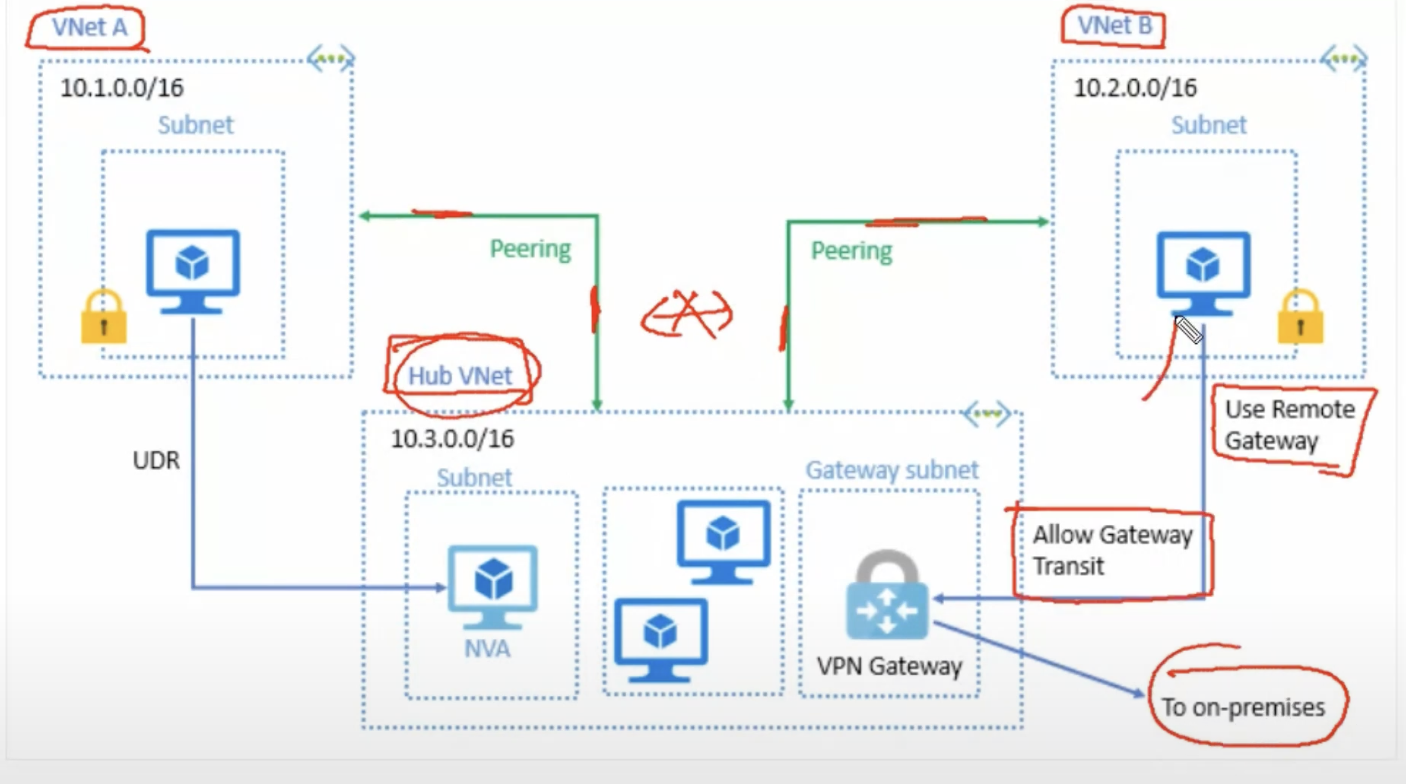 VNet A
VNet B
10.1.0.0/16
10.2.0.0/16
Subnet
Subnet
Peering
Peering
Hub VNet
Use Remote
Gateway
10.3.0.0/16
UDR
Subnet
Gateway subnet
Allow Gateway
Transit
NVA
VPN Gateway
To on-premises